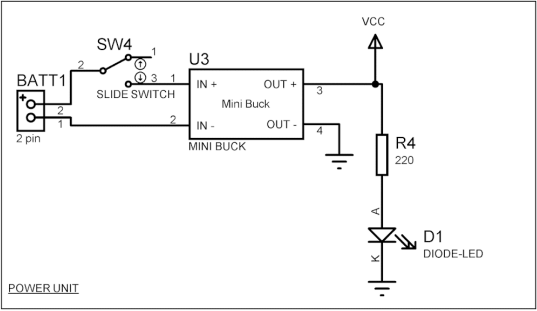 VCC
SW4
1
2
3
SLIDE SWITCH
BATT1
+
2
1
2 pin
U3
1
IN +
OUT +
3
Mini Buck
2
IN -
OUT -
4
MINI BUCK
R4
220
A
D1
DIODE-LED
K
POWER UNIT